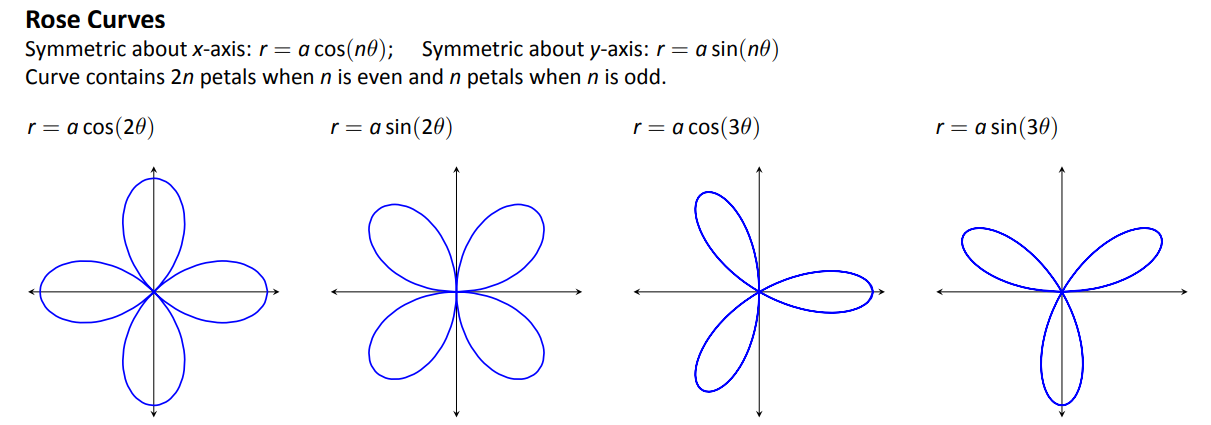 Rose Curves
Symmetric about x-axis: r = a cos(nθ); Symmetric about y-axis: r = a sin(nθ)
Curve contains 2n petals when n is even and n petals when n is odd.
r = a cos(2θ) r = a sin(2θ) r = a cos(3θ) r = a sin(3θ)